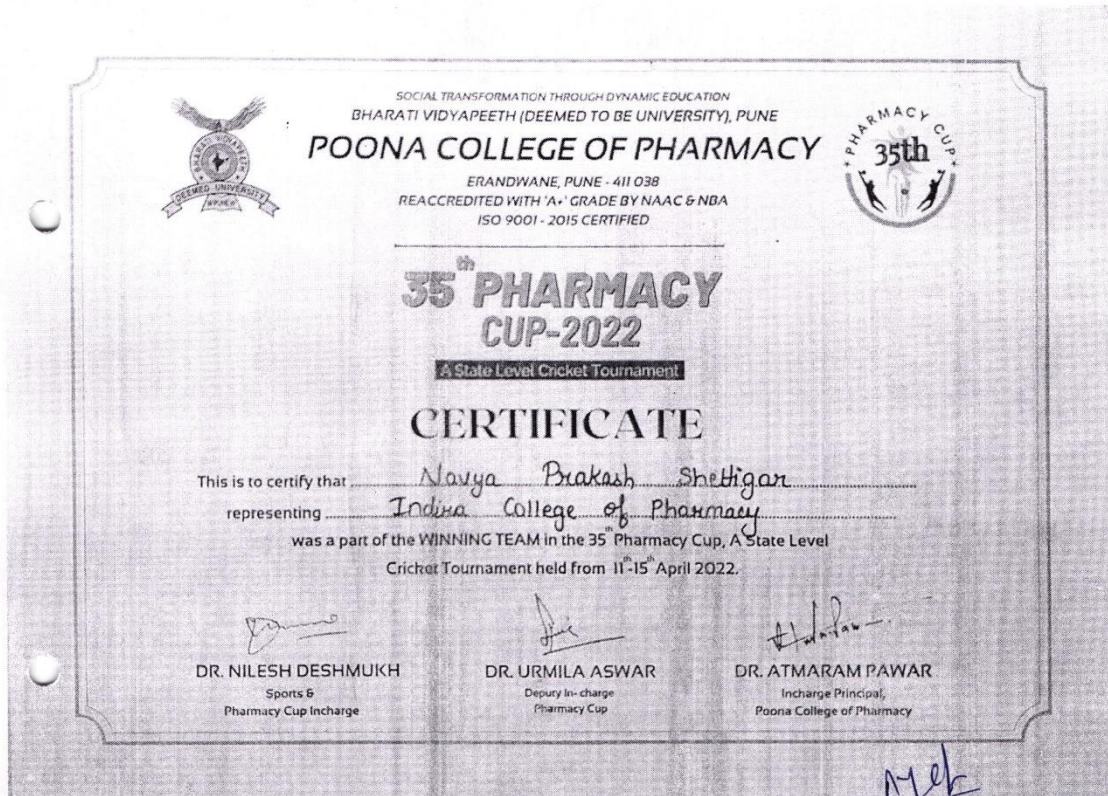 SOCIAL TRANSFORMATION THROUGH DYNAMIC EDUCATION
BHARATI VIDYAPEETH (DEEMED TO BE UNIVERSITY), PUNE
POONA COLLEGE OF PHARMACY
ERANDWANE, PUNE - 411 038
REACCREDITED WITH 'A+' GRADE BY NAAC & NBA
ISO 9001 - 2015 CERTIFIED
BHARATI VIDYAPEETH
DEEMED UNIVERSITY
PHARMACY CUP
35th
35th PHARMACY
CUP-2022
A State Level Cricket Tournament
CERTIFICATE
This is to certify that Navya Prakash Shettigar
representing Indira College of Pharmacy
was a part of the WINNING TEAM in the 35th Pharmacy Cup, A State Level
Cricket Tournament held from 11th-15th April 2022.
DR. NILESH DESHMUKH
Sports &
Pharmacy Cup Incharge
DR. URMILA ASWAR
Deputy In- charge
Pharmacy Cup
DR. ATMARAM PAWAR
Incharge Principal,
Poona College of Pharmacy